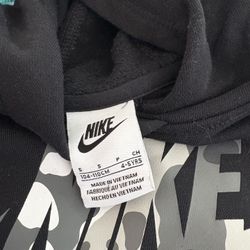 NIKE
S S P CH
104-110CM 4-5YRS
MADE IN VIETNAM
FABRIQUÉ AU VIETNAM
HECHO EN VIETNAM